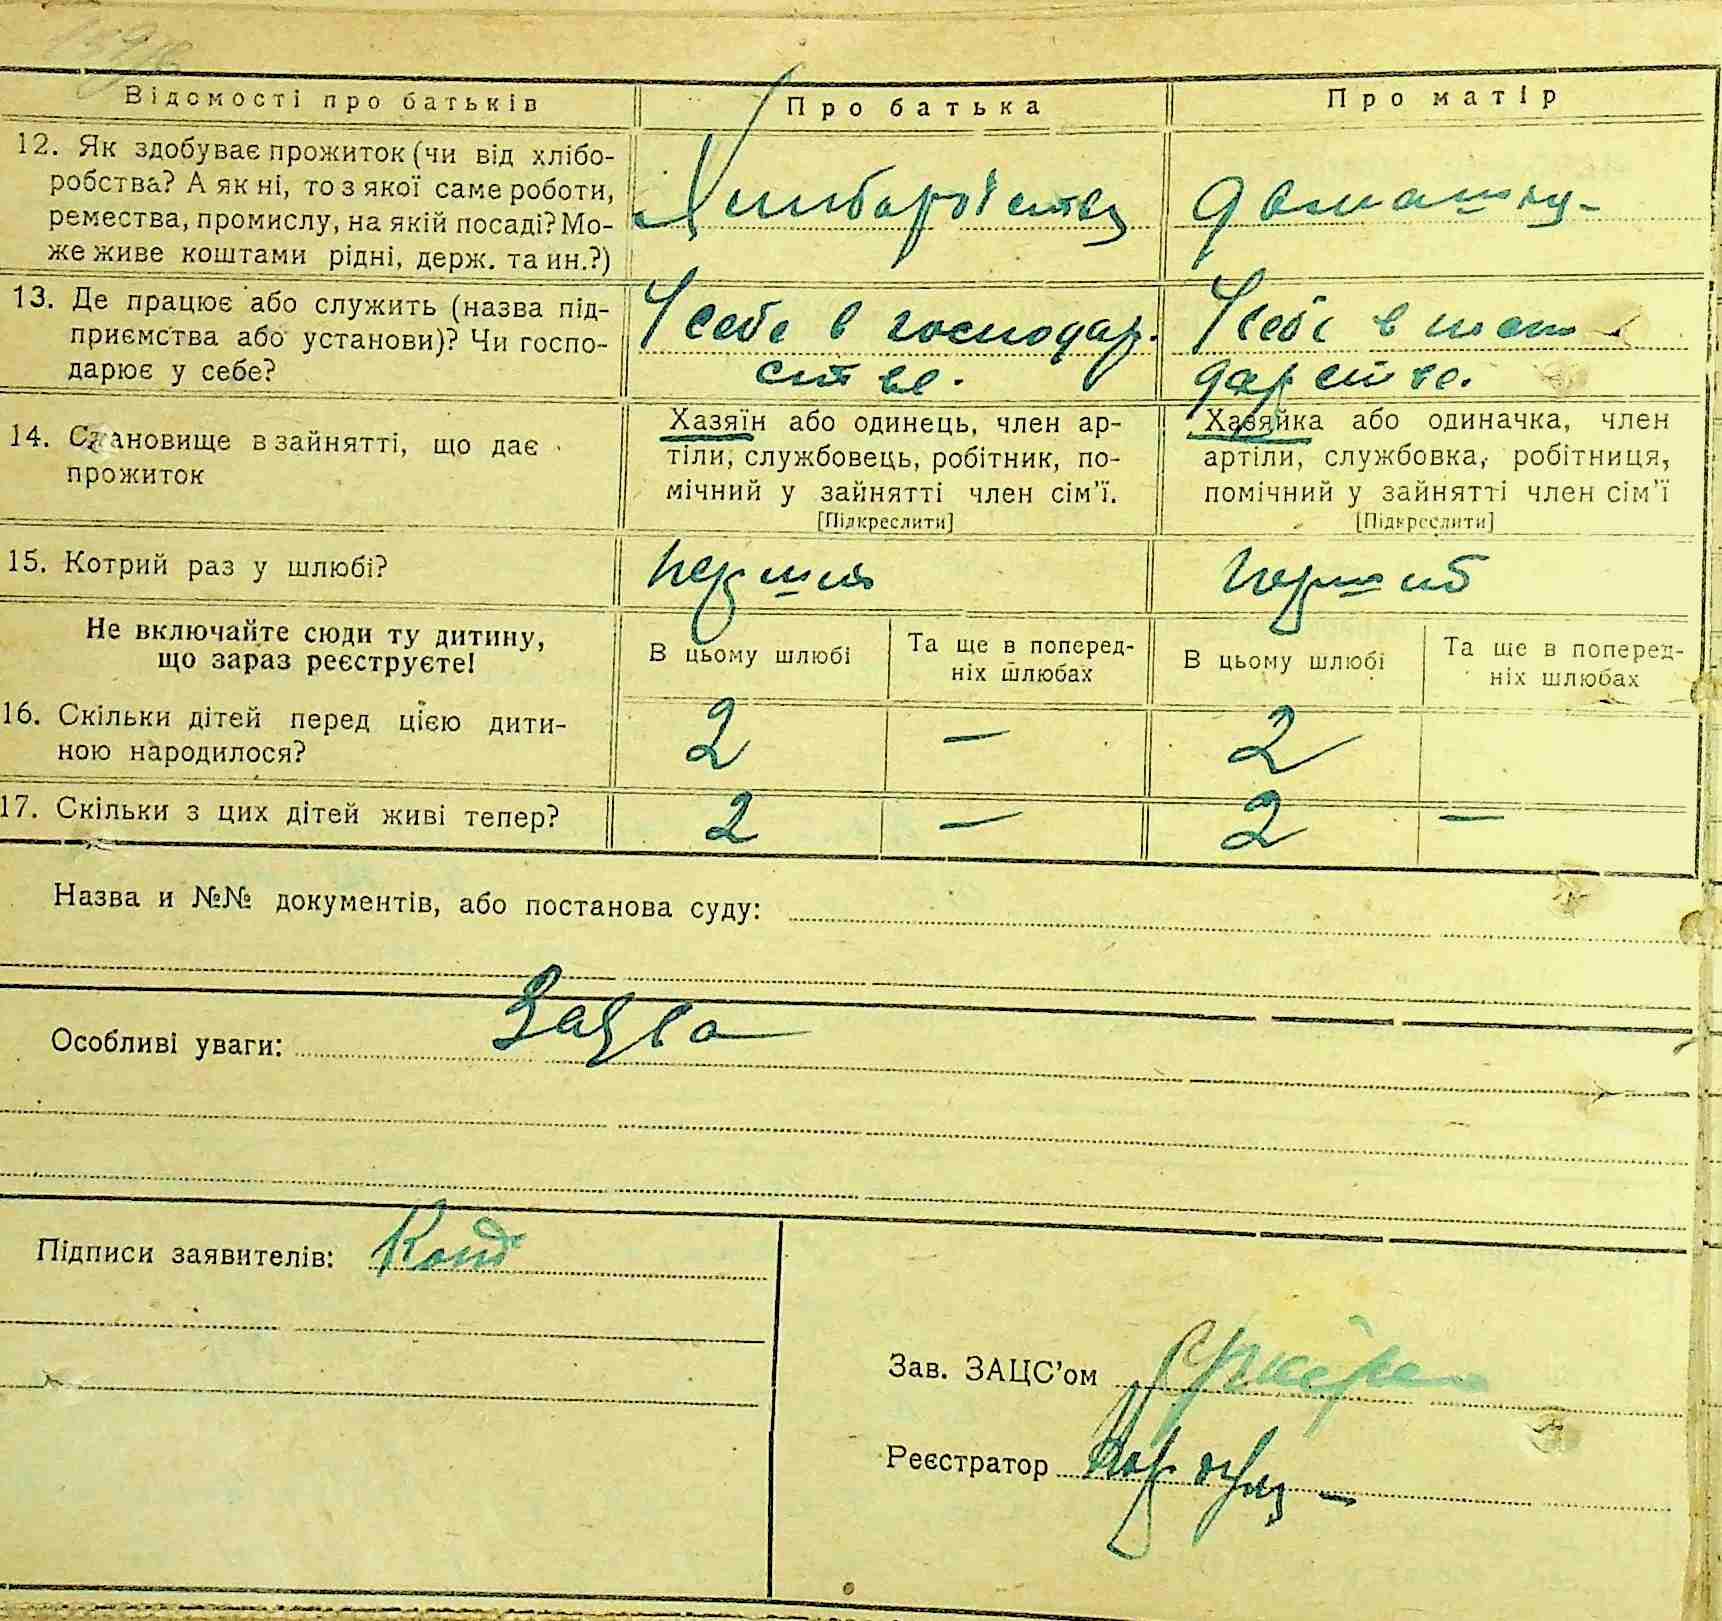 Відомості про батьків
Про батька
Про матір
12. Як здобуває прожиток (чи від хлібо-
робства? А як ні, то з якої саме роботи,
ремества, промислу, на якій посаді? Мо-
же живе коштами рідні, держ. та ин.?)
домашну-
13. Де працює або служить (назва під-
приємства або установи)? Чи госпо-
дарює у себе?
У себе в господар.
стве.
У себе в
дарстве.
14. Становище в зайнятті, що дає
прожиток
Хазяїн або одинець, член ар-
тіли, службовець, робітник, по-
мічний у зайнятті член сім'ї.
[Підкреслити]
Хазяйка або одиначка, член
артіли, службовка, робітниця,
помічний у зайнятті член сім'ї
[Підкреслити]
15. Котрий раз у шлюбі?
Не включайте сюди ту дитину,
що зараз реєструєте!
В цьому шлюбі
Та ще в поперед-
ніх шлюбах
В цьому шлюбі
Та ще в поперед-
ніх шлюбах
16. Скільки дітей перед цією дити-
ною народилося?
2 — 2
17. Скільки з цих дітей живі тепер?
2 — 2 —
Назва и №№ документів, або постанова суду:
Особливі уваги:
Підписи заявителів:
Зав. ЗАЦС'ом
Реєстратор